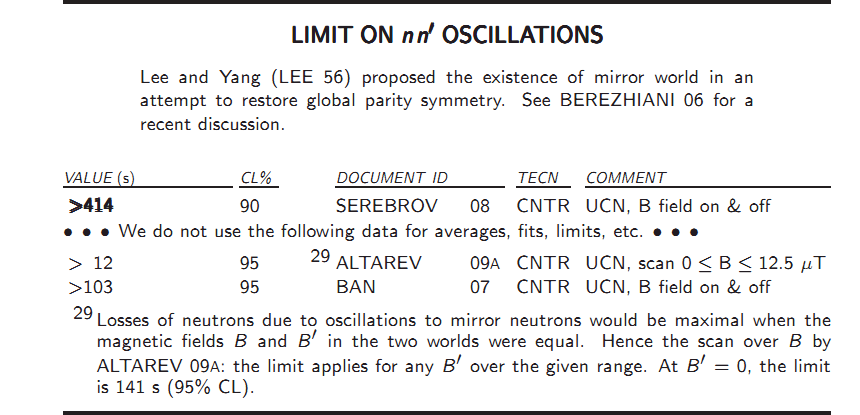 LIMIT ON nn′ OSCILLATIONS
Lee and Yang (LEE 56) proposed the existence of mirror world in an
attempt to restore global parity symmetry. See BEREZHIANI 06 for a
recent discussion.
VALUE (s) CL% DOCUMENT ID TECN COMMENT
>414 90 SEREBROV 08 CNTR UCN, B field on & off
• • • We do not use the following data for averages, fits, limits, etc. • • •
> 12 95 29 ALTAREV 09A CNTR UCN, scan 0 ≤ B ≤ 12.5 μT
>103 95 BAN 07 CNTR UCN, B field on & off
29 Losses of neutrons due to oscillations to mirror neutrons would be maximal when the
magnetic fields B and B′ in the two worlds were equal. Hence the scan over B by
ALTAREV 09A: the limit applies for any B′ over the given range. At B′ = 0, the limit
is 141 s (95% CL).